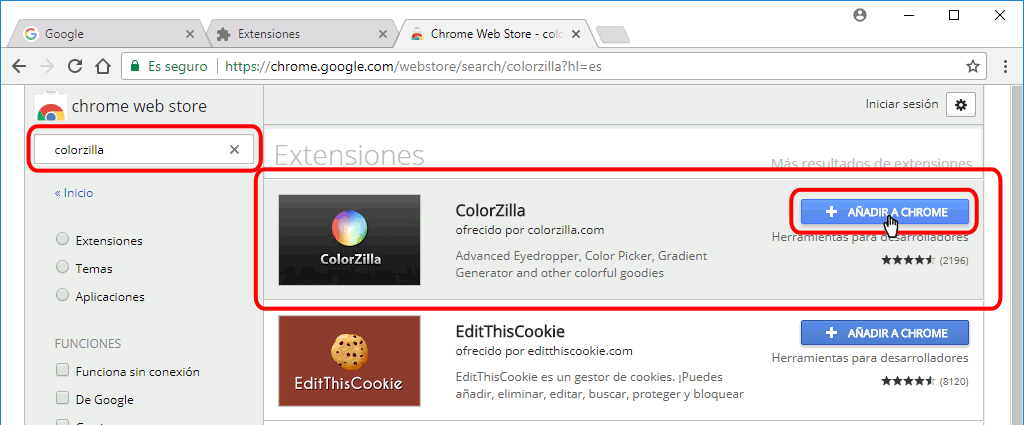 Google
Extensiones
Chrome Web Store - colo
Es seguro
https://chrome.google.com/webstore/search/colorzilla?hl=es
chrome web store
Iniciar sesión
colorzilla
« Inicio
Extensiones
Temas
Aplicaciones
FUNCIONES
Funciona sin conexión
De Google
Extensiones
Más resultados de extensiones
ColorZilla
ColorZilla
ofrecido por colorzilla.com
Advanced Eyedropper, Color Picker, Gradient
Generator and other colorful goodies
AÑADIR A CHROME
Herramientas para desarrolladores
(2196)
EditThisCookie
EditThisCookie
ofrecido por editthiscookie.com
EditThisCookie es un gestor de cookies. ¡Puedes
añadir, eliminar, editar, buscar, proteger y bloquear
AÑADIR A CHROME
Herramientas para desarrolladores
(8120)